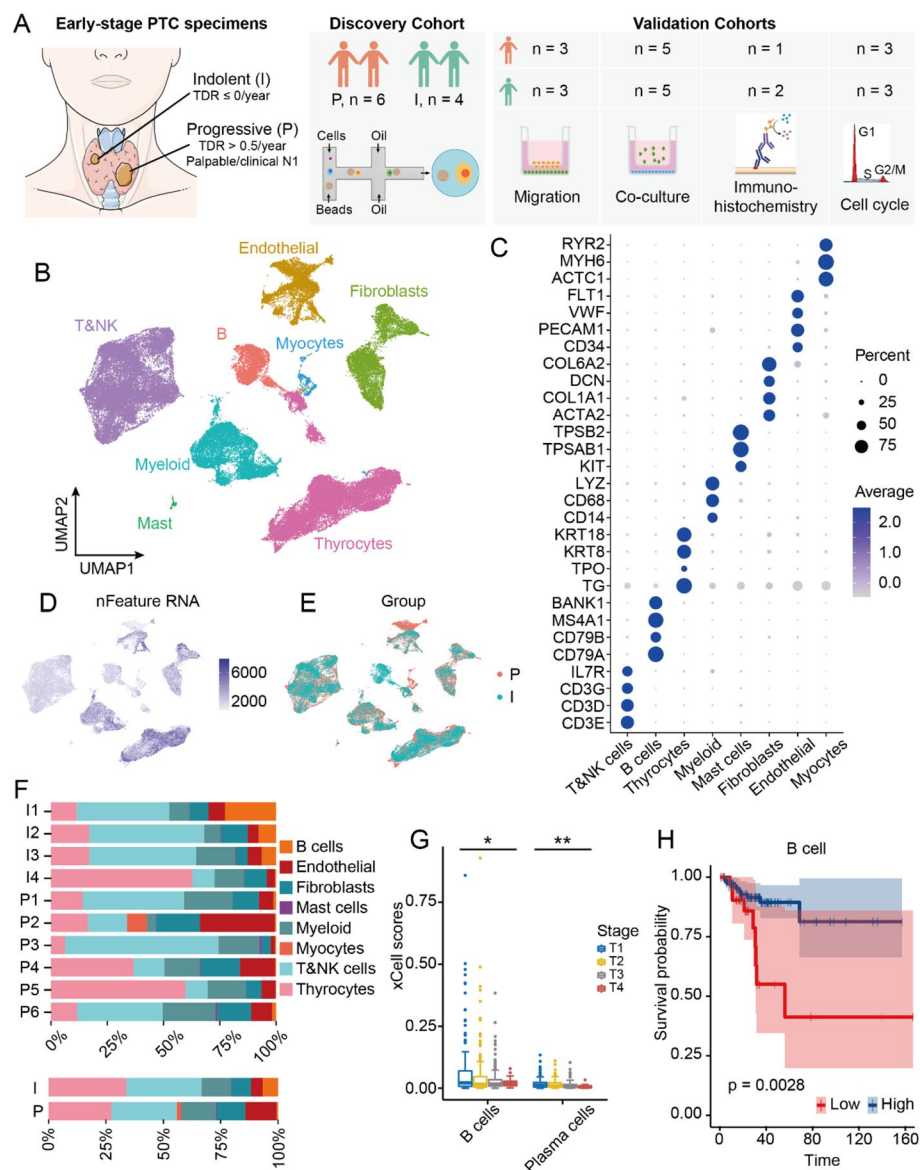 A
Early-stage PTC specimens
Indolent (I)
TDR ≤ 0/year
Progressive (P)
TDR > 0.5/year
Palpable/clinical N1
Discovery Cohort
P, n = 6
I, n = 4
Cells
Oil
Beads
Oil
Validation Cohorts
n = 3
n = 5
n = 1
n = 3
n = 3
n = 5
n = 2
n = 3
Migration
Co-culture
Immuno-
histochemistry
G1
S
G2/M
Cell cycle
B
Endothelial
Fibroblasts
T&NK
B
Myocytes
Myeloid
Mast
Thyrocytes
UMAP2
UMAP1
C
RYR2
MYH6
ACTC1
FLT1
VWF
PECAM1
CD34
COL6A2
DCN
COL1A1
ACTA2
TPSB2
TPSAB1
KIT
LYZ
CD68
CD14
KRT18
KRT8
TPO
TG
BANK1
MS4A1
CD79B
CD79A
IL7R
CD3G
CD3D
CD3E
T&NK cells
B cells
Thyrocytes
Myeloid
Mast cells
Fibroblasts
Endothelial
Myocytes
Percent
0
25
50
75
Average
2.0
1.0
0.0
D
nFeature RNA
6000
2000
E
Group
P
I
F
I1
I2
I3
I4
P1
P2
P3
P4
P5
P6
0%
25%
50%
75%
100%
B cells
Endothelial
Fibroblasts
Mast cells
Myeloid
Myocytes
T&NK cells
Thyrocytes
I
P
0%
25%
50%
75%
100%
G
*
**
xCell scores
0.75
0.50
0.25
0.00
B cells
Plasma cells
Stage
T1
T2
T3
T4
H
B cell
Survival probability
1.00
0.75
0.50
0.25
0.00
p = 0.0028
Low
High
0
40
80
120
160
Time